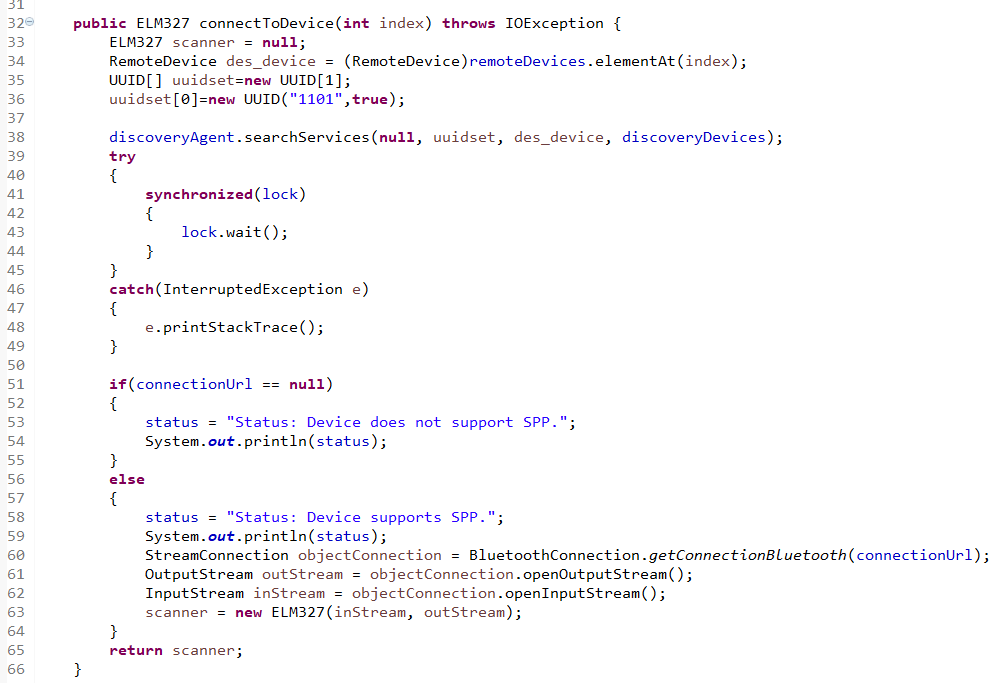 31
32 public ELM327 connectToDevice(int index) throws IOException {
33 ELM327 scanner = null;
34 RemoteDevice des_device = (RemoteDevice)remoteDevices.elementAt(index);
35 UUID[] uuidset=new UUID[1];
36 uuidset[0]=new UUID("1101",true);
37
38 discoveryAgent.searchServices(null, uuidset, des_device, discoveryDevices);
39 try
40 {
41 synchronized(lock)
42 {
43 lock.wait();
44 }
45 }
46 catch(InterruptedException e)
47 {
48 e.printStackTrace();
49 }
50
51 if(connectionUrl == null)
52 {
53 status = "Status: Device does not support SPP.";
54 System.out.println(status);
55 }
56 else
57 {
58 status = "Status: Device supports SPP.";
59 System.out.println(status);
60 StreamConnection objectConnection = BluetoothConnection.getConnectionBluetooth(connectionUrl);
61 OutputStream outStream = objectConnection.openOutputStream();
62 InputStream inStream = objectConnection.openInputStream();
63 scanner = new ELM327(inStream, outStream);
64 }
65 return scanner;
66 }